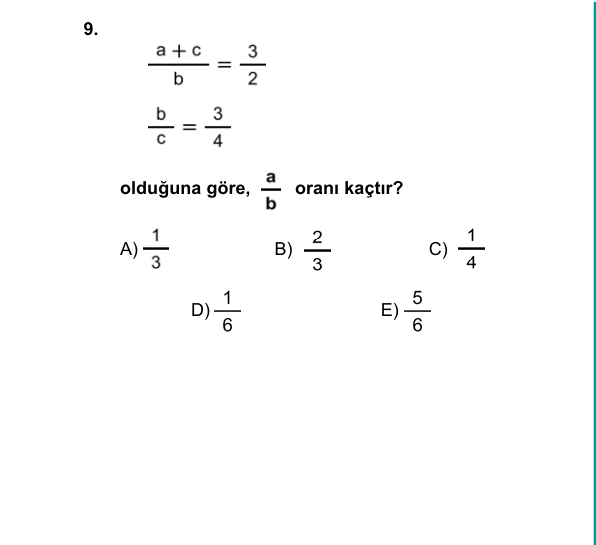 9.
a + c / b = 3 / 2
b / c = 3 / 4
olduğuna göre, a / b oranı kaçtır?
A) 1 / 3 B) 2 / 3 C) 1 / 4
D) 1 / 6 E) 5 / 6